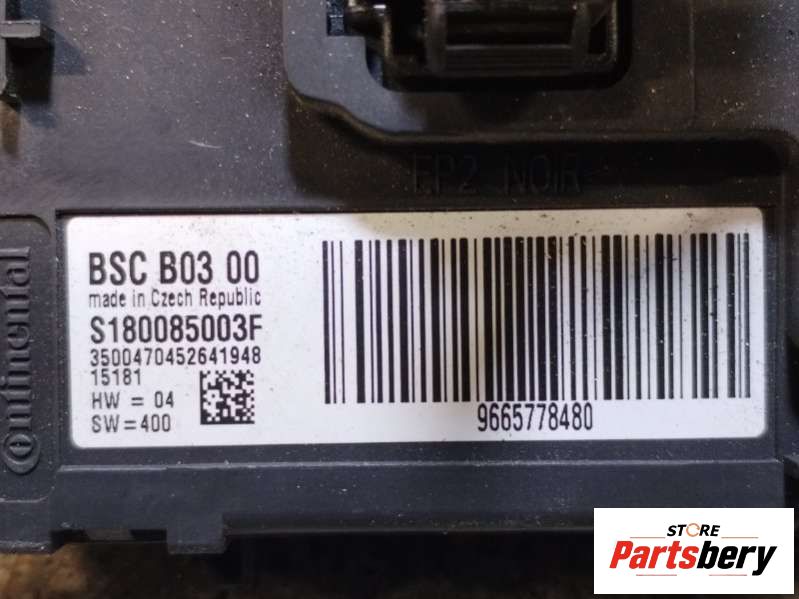 EP2 NOIR
Continental
BSC B03 00
made in Czech Republic
S180085003F
3500470452641948
15181
HW = 04
SW=400
9665778480
STORE
Partsbery